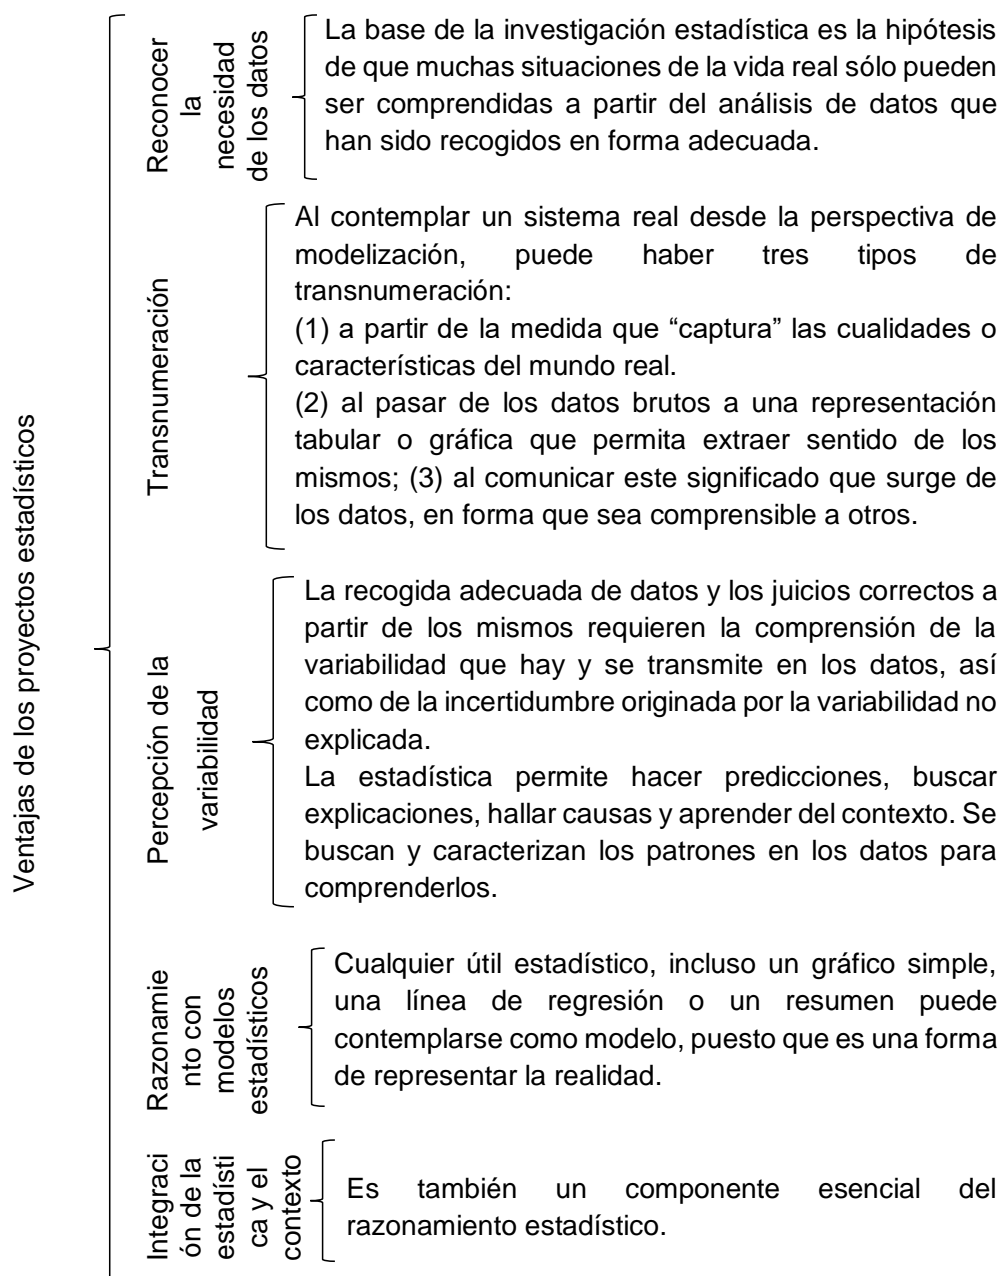 Ventajas de los proyectos estadísticos
Reconocer
la
necesidad
de los datos
La base de la investigación estadística es la hipótesis
de que muchas situaciones de la vida real sólo pueden
ser comprendidas a partir del análisis de datos que
han sido recogidos en forma adecuada.
Transnumeración
Al contemplar un sistema real desde la perspectiva de
modelización, puede haber tres tipos de
transnumeración:
(1) a partir de la medida que “captura” las cualidades o
características del mundo real.
(2) al pasar de los datos brutos a una representación
tabular o gráfica que permita extraer sentido de los
mismos; (3) al comunicar este significado que surge de
los datos, en forma que sea comprensible a otros.
Percepción de la
variabilidad
La recogida adecuada de datos y los juicios correctos a
partir de los mismos requieren la comprensión de la
variabilidad que hay y se transmite en los datos, así
como de la incertidumbre originada por la variabilidad no
explicada.
La estadística permite hacer predicciones, buscar
explicaciones, hallar causas y aprender del contexto. Se
buscan y caracterizan los patrones en los datos para
comprenderlos.
Razonamie
nto con
modelos
estadísticos
Cualquier útil estadístico, incluso un gráfico simple,
una línea de regresión o un resumen puede
contemplarse como modelo, puesto que es una forma
de representar la realidad.
Integraci
ón de la
estadísti
ca y el
contexto
Es también un componente esencial del
razonamiento estadístico.